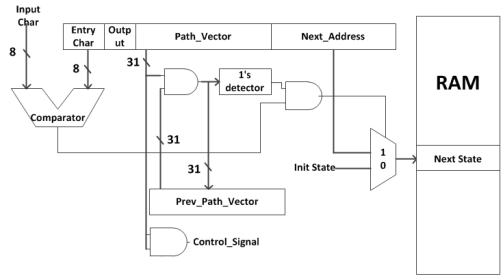 Input
Char
8
Entry
Char
Outp
ut
Path_Vector
Next_Address
8
31
Comparator
1's
detector
31
31
Prev_Path_Vector
Control_Signal
Init State
1
0
RAM
Next State